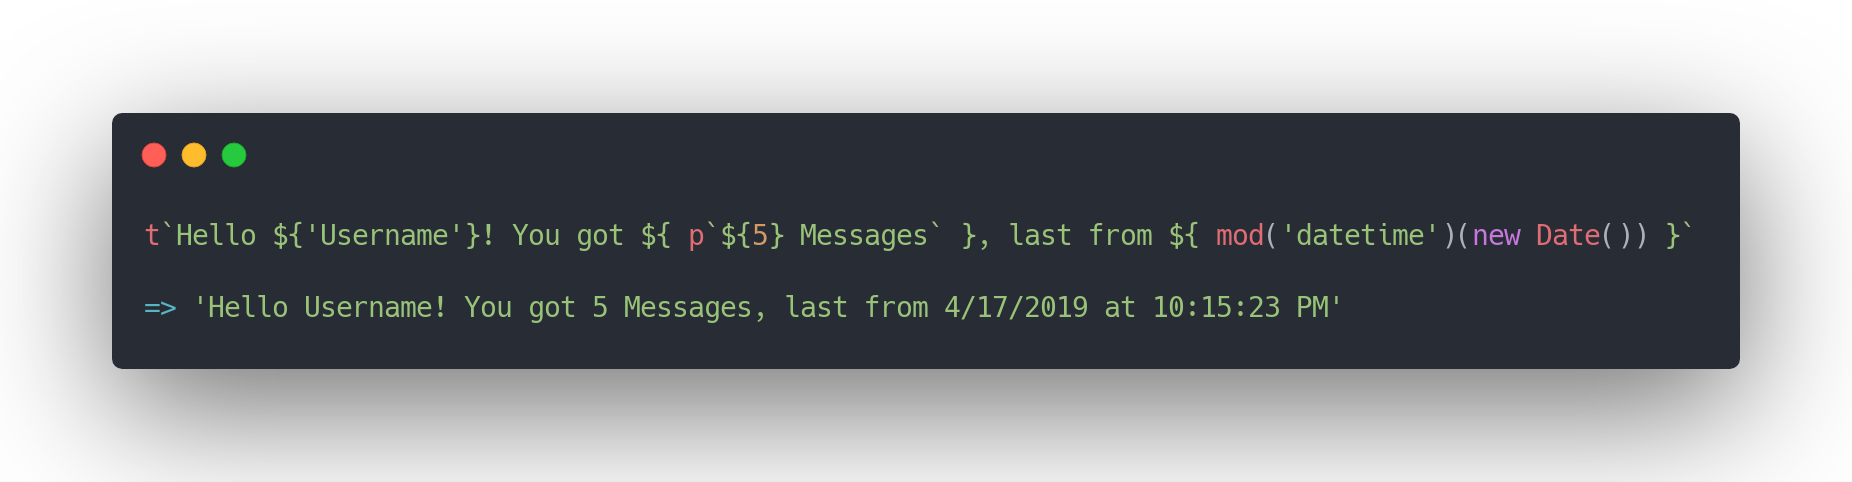 t`Hello ${'Username'}! You got ${ p`${5} Messages` }, last from ${ mod('datetime')(new Date()) }`
=> 'Hello Username! You got 5 Messages, last from 4/17/2019 at 10:15:23 PM'